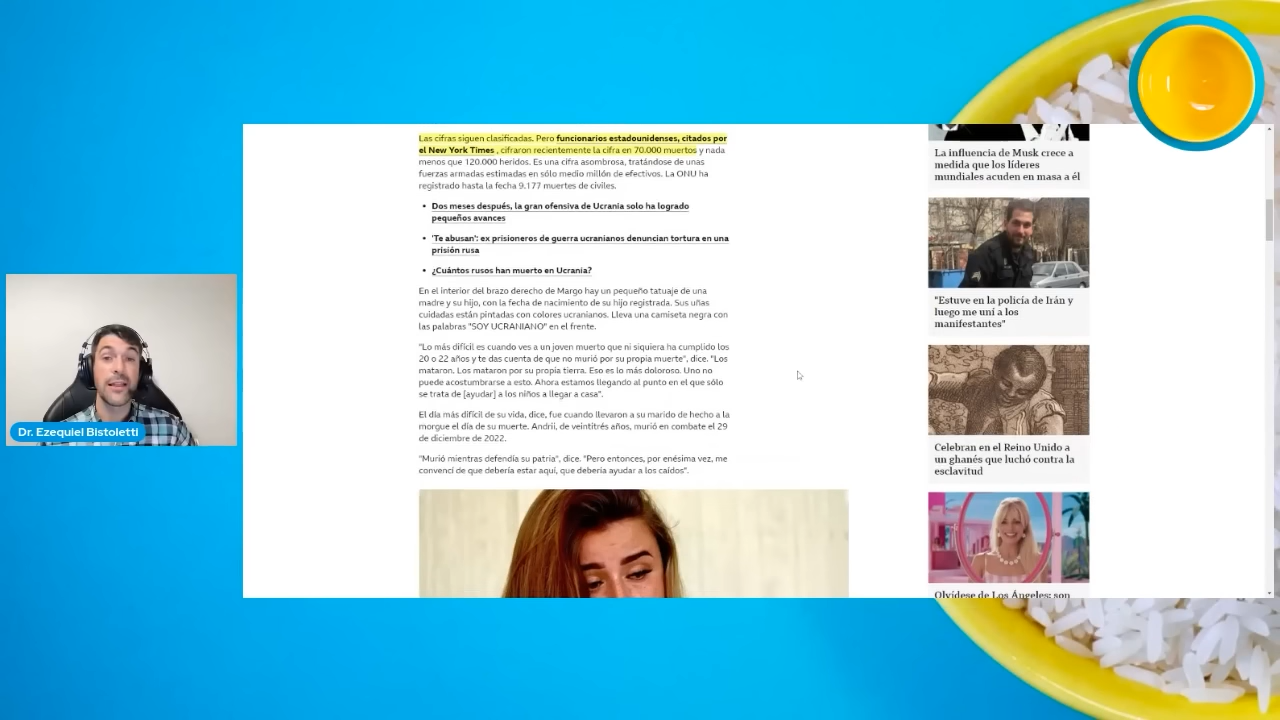 Las cifras siguen clasificadas. Pero funcionarios estadounidenses, citados por
el New York Times , cifraron recientemente la cifra en 70.000 muertos y nada
menos que 120.000 heridos. Es una cifra asombrosa, tratándose de unas
fuerzas armadas estimadas en sólo medio millón de efectivos. La ONU ha
registrado hasta la fecha 9.177 muertes de civiles.
• Dos meses después, la gran ofensiva de Ucrania solo ha logrado
pequeños avances
• 'Te abusan': ex prisioneros de guerra ucranianos denuncian tortura en una
prisión rusa
• ¿Cuántos rusos han muerto en Ucrania?
En el interior del brazo derecho de Margo hay un pequeño tatuaje de una
madre y su hijo, con la fecha de nacimiento de su hijo registrada. Sus uñas
cuidadas están pintadas con colores ucranianos. Lleva una camiseta negra con
las palabras "SOY UCRANIANO" en el frente.
"Lo más difícil es cuando ves a un joven muerto que ni siquiera ha cumplido los
20 o 22 años y te das cuenta de que no murió por su propia muerte", dice. "Los
mataron. Los mataron por su propia tierra. Eso es lo más doloroso. Uno no
puede acostumbrarse a esto. Ahora estamos llegando al punto en el que sólo
se trata de [ayudar] a los niños a llegar a casa".
El día más difícil de su vida, dice, fue cuando llevaron a su marido de hecho a la
morgue el día de su muerte. Andrii, de veintitrés años, murió en combate el 29
de diciembre de 2022.
"Murió mientras defendía su patria", dice. "Pero entonces, por enésima vez, me
convencí de que debería estar aquí, que debería ayudar a los caídos".
La influencia de Musk crece a
medida que los líderes
mundiales acuden en masa a él
"Estuve en la policía de Irán y
luego me uní a los
manifestantes"
Celebran en el Reino Unido a
un ghanés que luchó contra la
esclavitud
Olvídese de Los Ángeles: son
Dr. Ezequiel Bistoletti